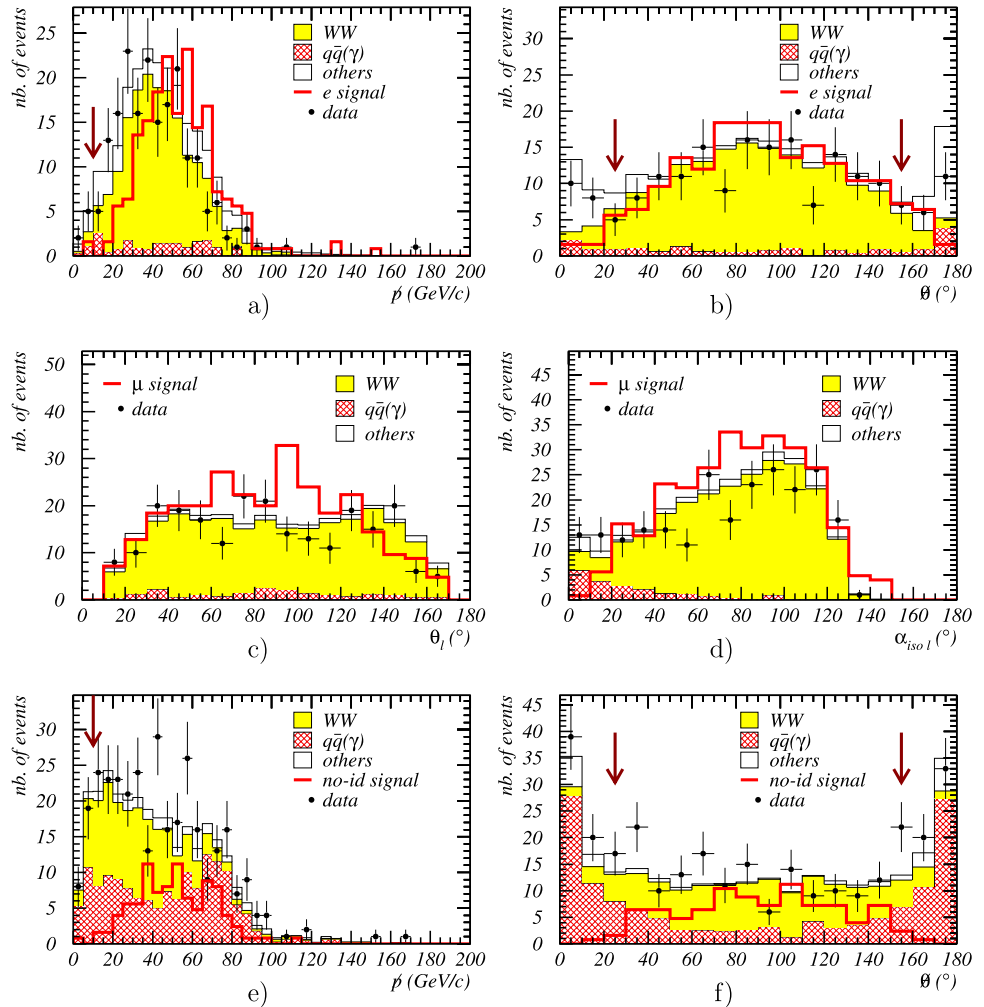 nb. of events
25
20
15
10
5
0
0 20 40 60 80 100 120 140 160 180 200
p̸ (GeV/c)
WW
qq̄(γ)
others
e signal
data
a)
nb. of events
30
25
20
15
10
5
0
0 20 40 60 80 100 120 140 160 180
θ̸ (°)
WW
qq̄(γ)
others
e signal
data
b)
nb. of events
50
40
30
20
10
0
0 20 40 60 80 100 120 140 160 180
θl (°)
μ signal
data
WW
qq̄(γ)
others
c)
nb. of events
45
40
35
30
25
20
15
10
5
0
0 20 40 60 80 100 120 140 160 180
αiso l (°)
μ signal
data
WW
qq̄(γ)
others
d)
nb. of events
30
25
20
15
10
5
0
0 20 40 60 80 100 120 140 160 180 200
p̸ (GeV/c)
WW
qq̄(γ)
others
no-id signal
data
e)
nb. of events
45
40
35
30
25
20
15
10
5
0
0 20 40 60 80 100 120 140 160 180
θ̸ (°)
WW
qq̄(γ)
others
no-id signal
data
f)